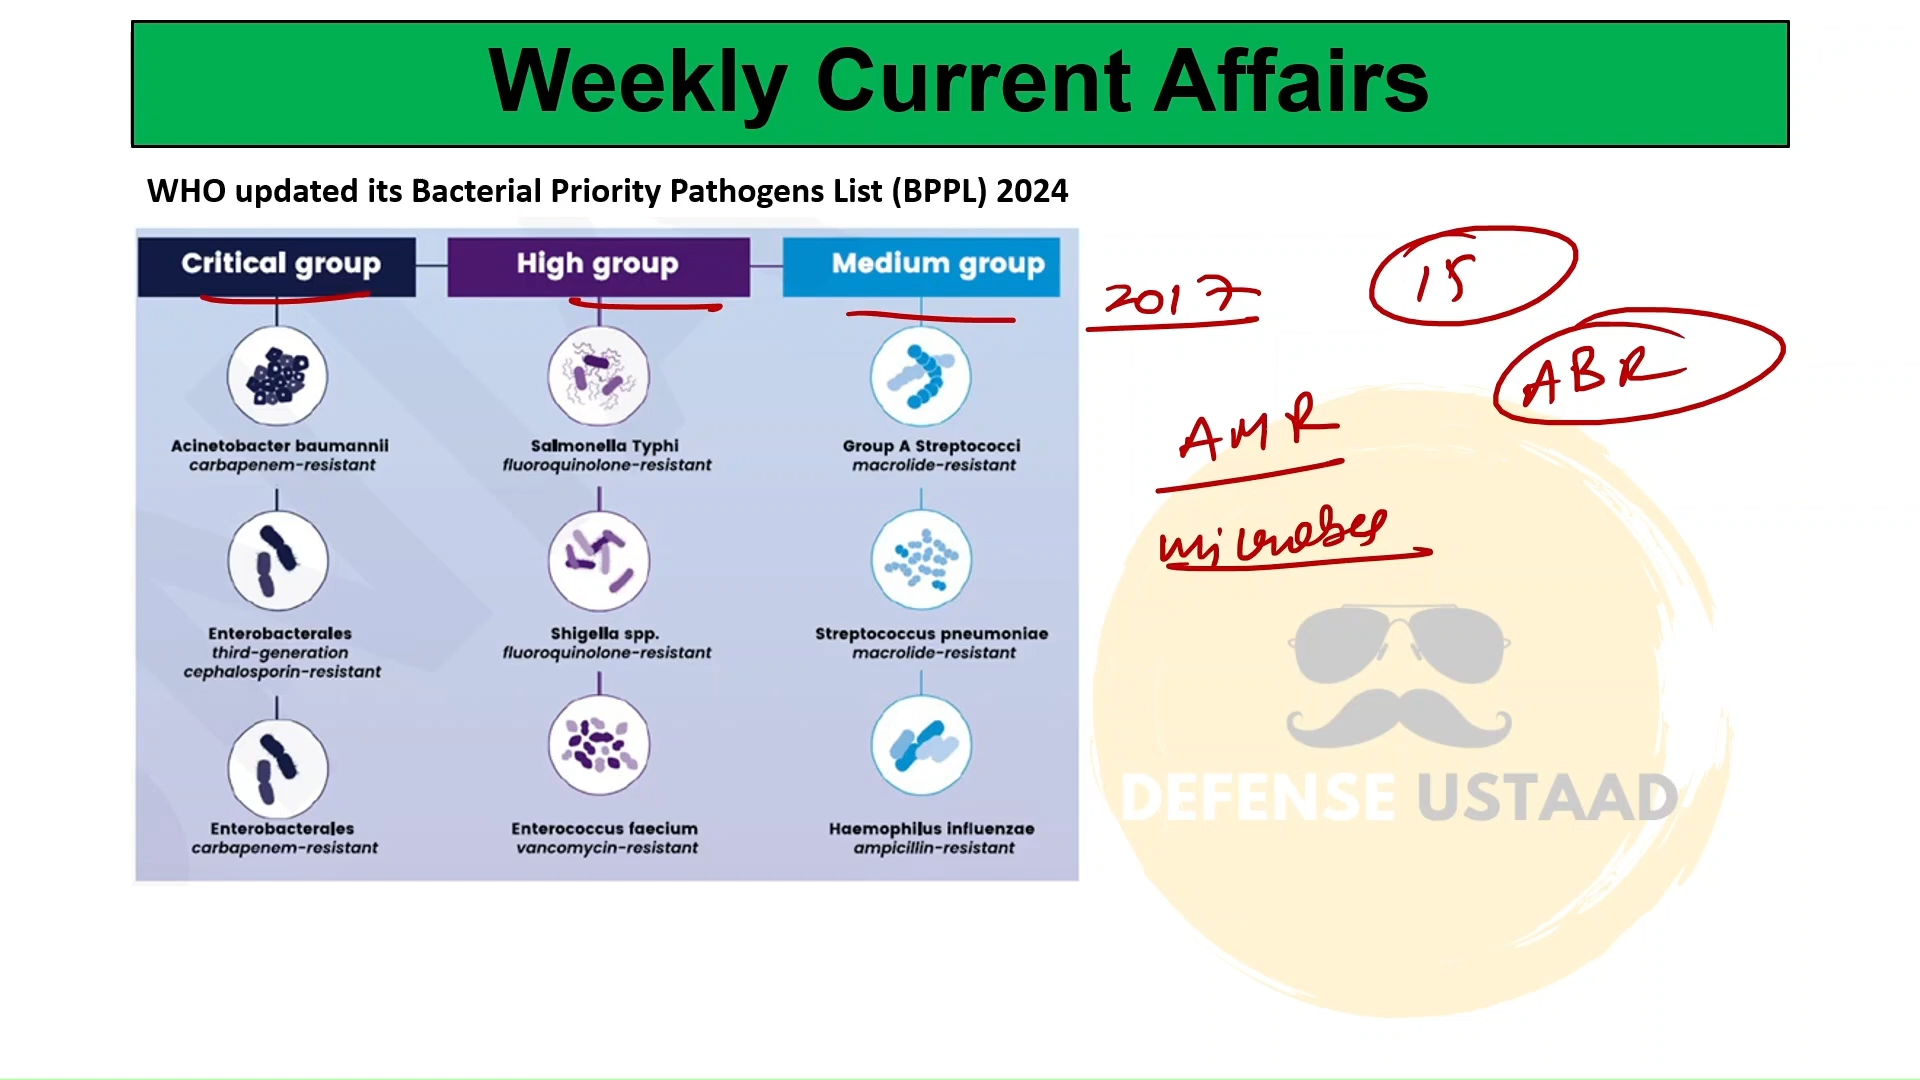 Weekly Current Affairs
WHO updated its Bacterial Priority Pathogens List (BPPL) 2024
Critical group
High group
Medium group
Acinetobacter baumannii
carbapenem-resistant
Salmonella Typhi
fluoroquinolone-resistant
Group A Streptococci
macrolide-resistant
Enterobacterales
third-generation
cephalosporin-resistant
Shigella spp.
fluoroquinolone-resistant
Streptococcus pneumoniae
macrolide-resistant
Enterobacterales
carbapenem-resistant
Enterococcus faecium
vancomycin-resistant
Haemophilus influenzae
ampicillin-resistant
2017
15
ABR
AMR
microbes
DEFENSE USTAAD